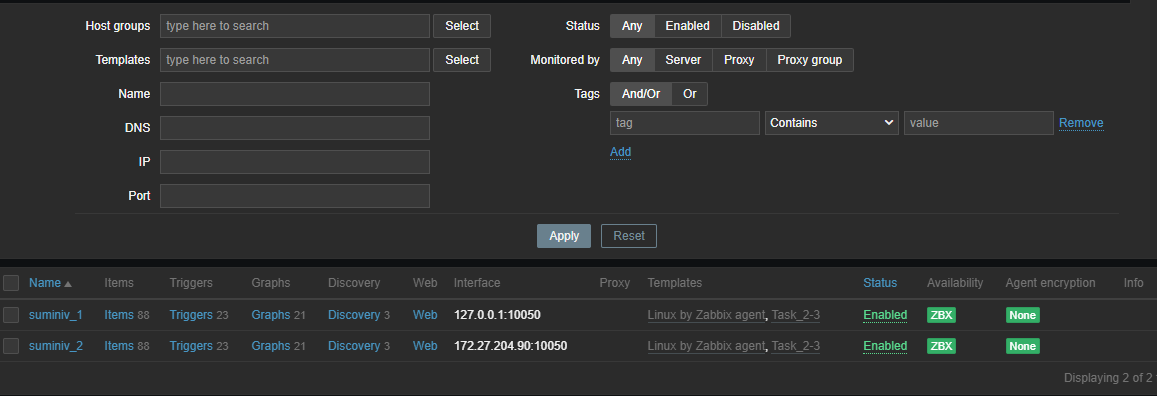 Host groups type here to search Select Status Any Enabled Disabled
Templates type here to search Select Monitored by Any Server Proxy Proxy group
Name Tags And/Or Or
DNS tag Contains value Remove
IP Add
Port
Apply Reset
Name Items Triggers Graphs Discovery Web Interface Proxy Templates Status Availability Agent encryption Info
suminiv_1 Items 88 Triggers 23 Graphs 21 Discovery 3 Web 127.0.0.1:10050 Linux by Zabbix agent, Task_2-3 Enabled ZBX None
suminiv_2 Items 88 Triggers 23 Graphs 21 Discovery 3 Web 172.27.204.90:10050 Linux by Zabbix agent, Task_2-3 Enabled ZBX None
Displaying 2 of 2